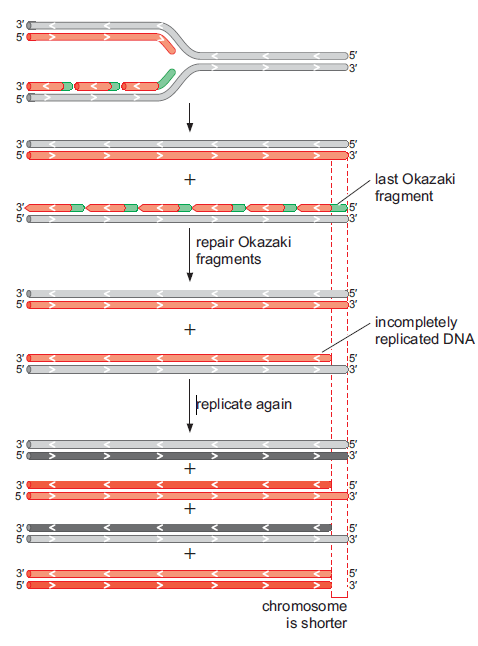 3′ 5′
5′ 3′
3′
5′
3′ 5′
5′ 3′
+
last Okazaki
fragment
3′ 5′
5′ 3′
repair Okazaki
fragments
3′ 5′
5′ 3′
+
incompletely
replicated DNA
3′ 5′
5′ 3′
replicate again
3′ 5′
5′ 3′
+
3′ 5′
5′ 3′
+
3′ 5′
5′ 3′
+
3′ 5′
5′ 3′
chromosome
is shorter